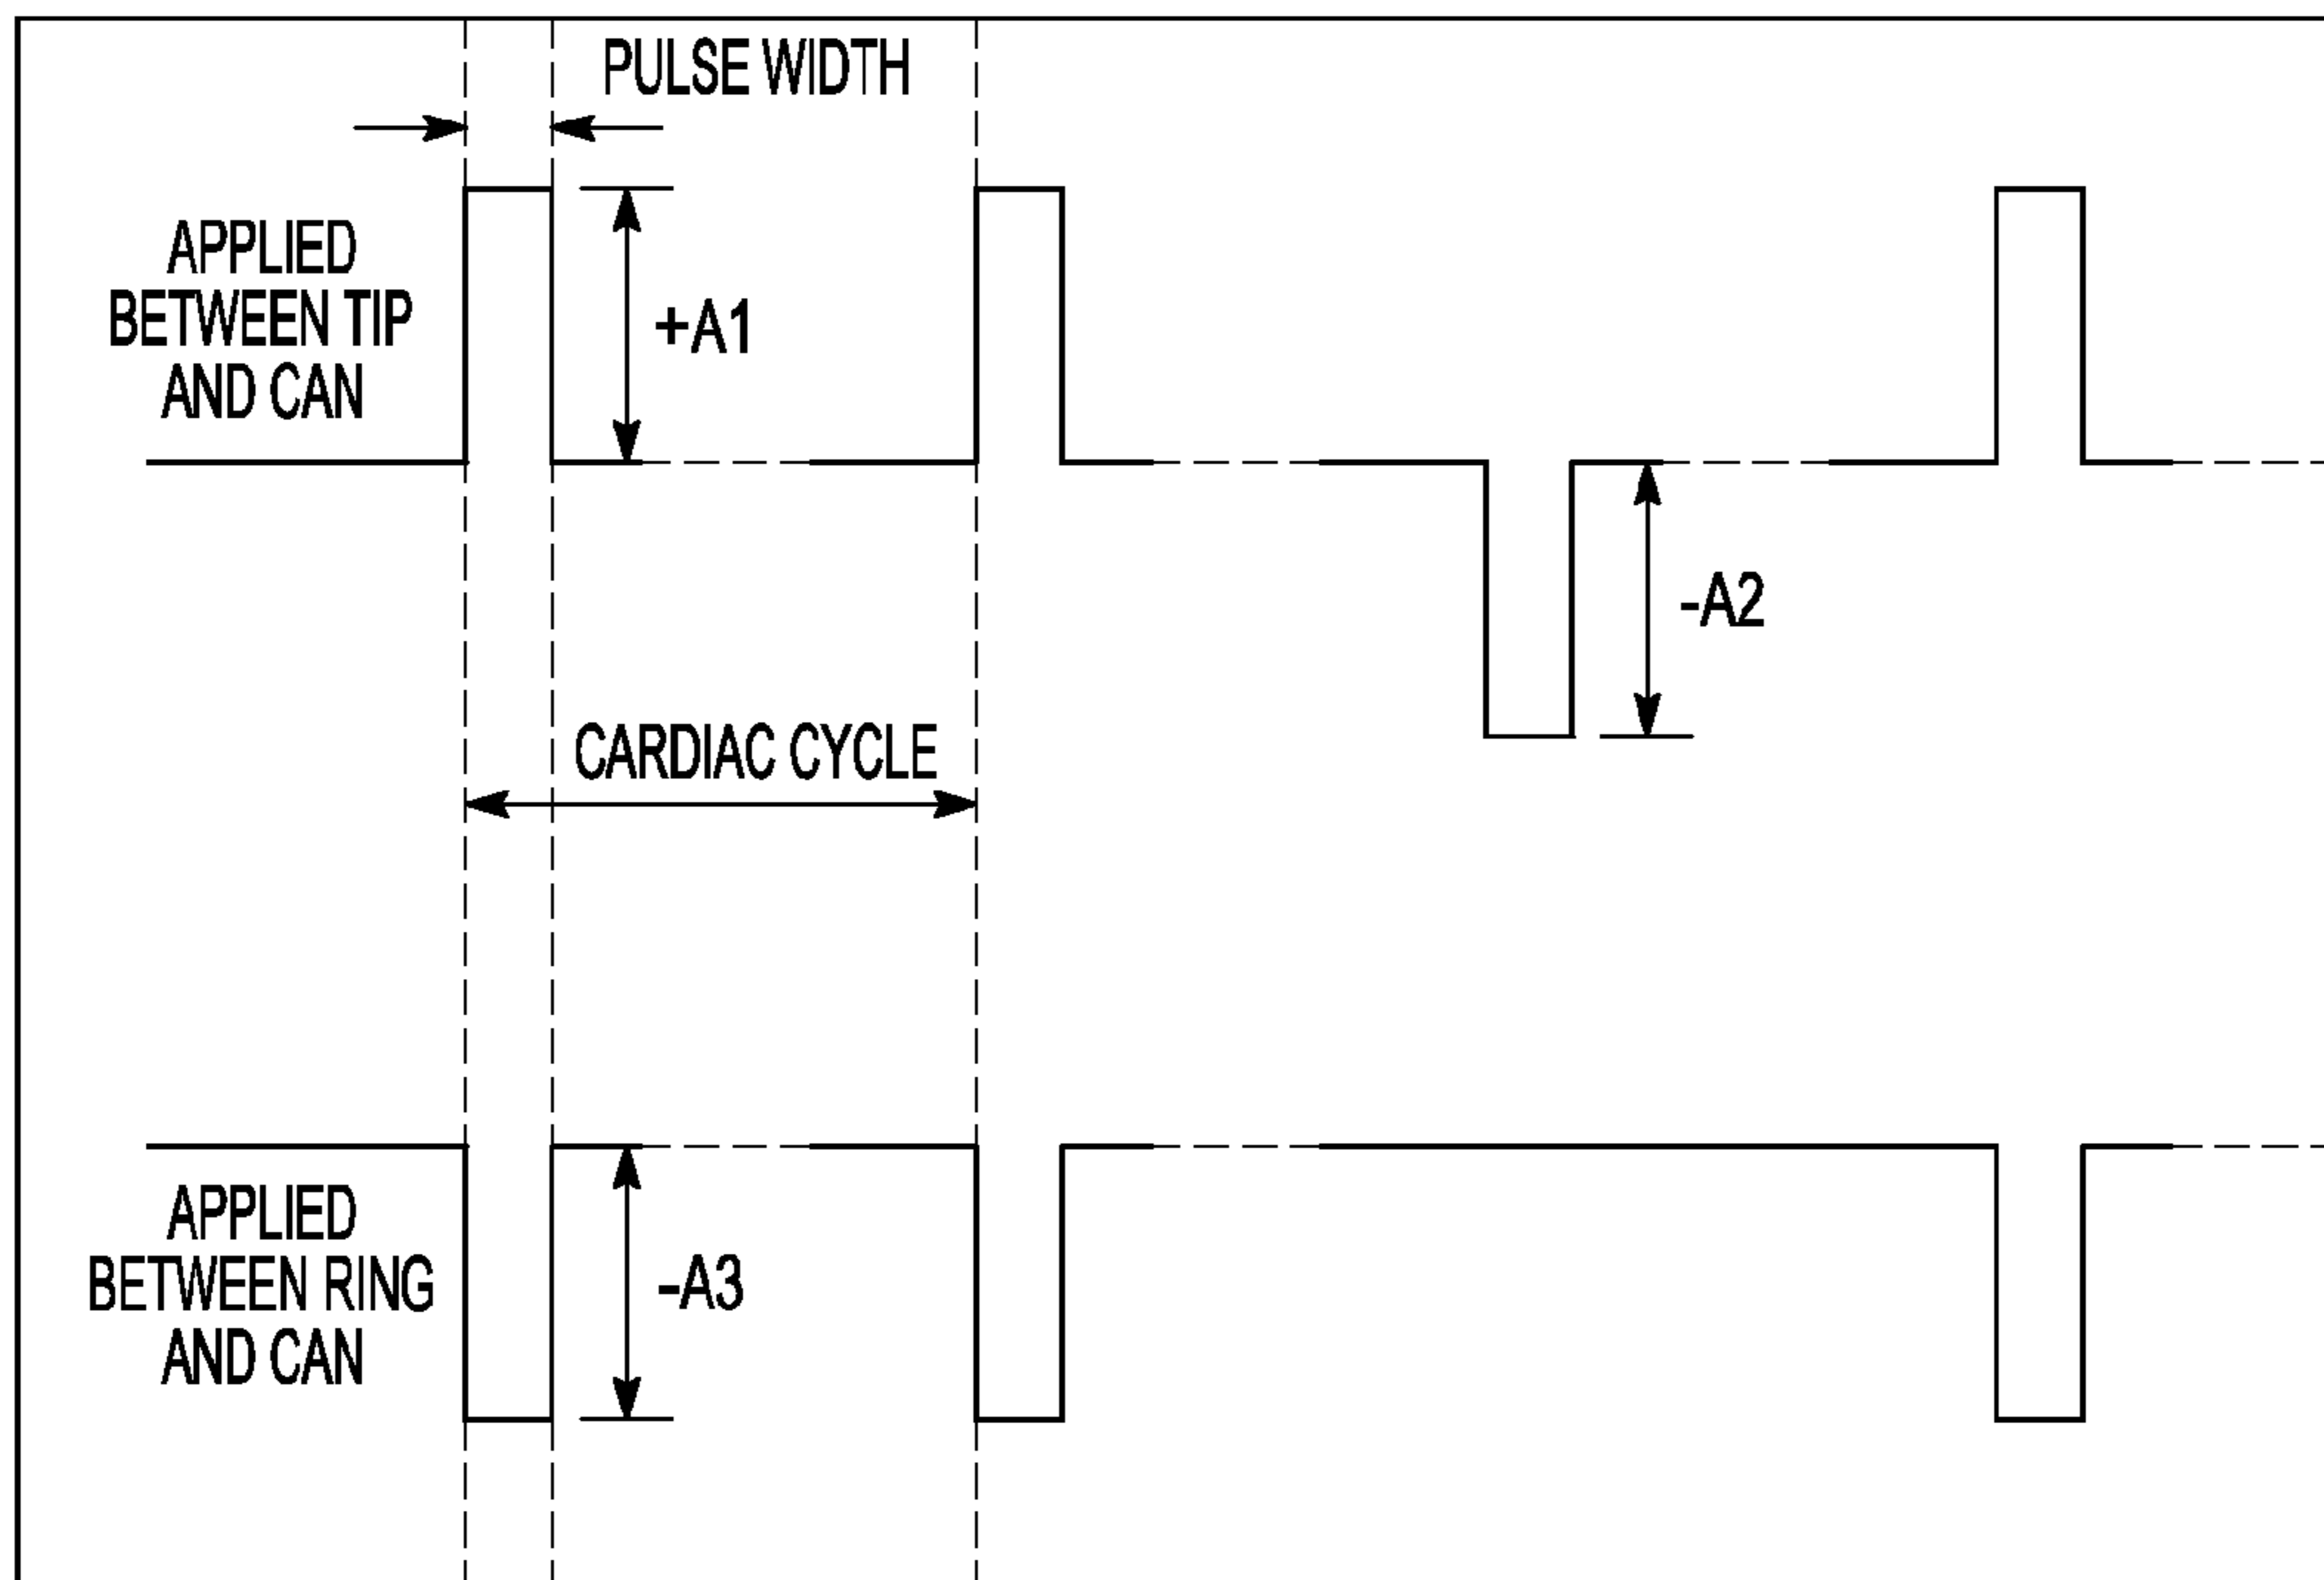 PULSE WIDTH
APPLIED
BETWEEN TIP
AND CAN
+A1
-A2
CARDIAC CYCLE
APPLIED
BETWEEN RING
AND CAN
-A3